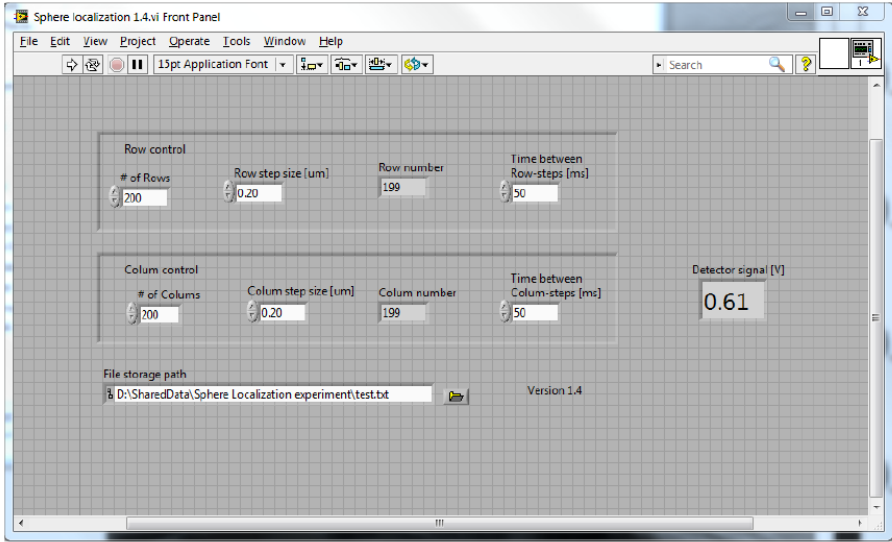 Sphere localization 1.4.vi Front Panel
File Edit View Project Operate Tools Window Help
15pt Application Font
Search
?
1
Row control
# of Rows
200
Row step size [um]
0.20
Row number
199
Time between
Row-steps [ms]
50
Colum control
# of Colums
200
Colum step size [um]
0.20
Colum number
199
Time between
Colum-steps [ms]
50
Detector signal [V]
0.61
File storage path
D:\SharedData\Sphere Localization experiment\test.txt
Version 1.4